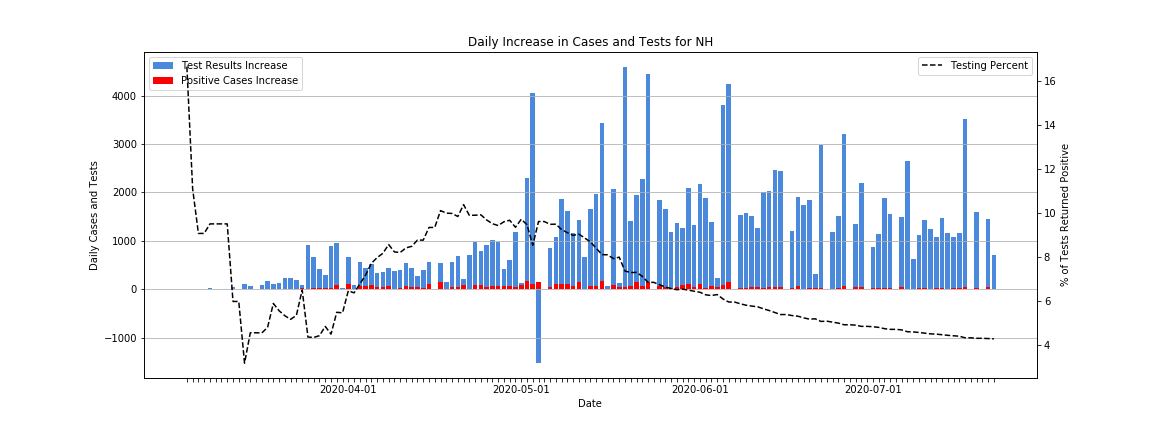 Daily Increase in Cases and Tests for NH
Test Results Increase
Positive Cases Increase
Testing Percent
4000
3000
2000
1000
0
−1000
Daily Cases and Tests
16
14
12
10
8
6
4
% of Tests Returned Positive
2020-04-01
2020-05-01
2020-06-01
2020-07-01
Date